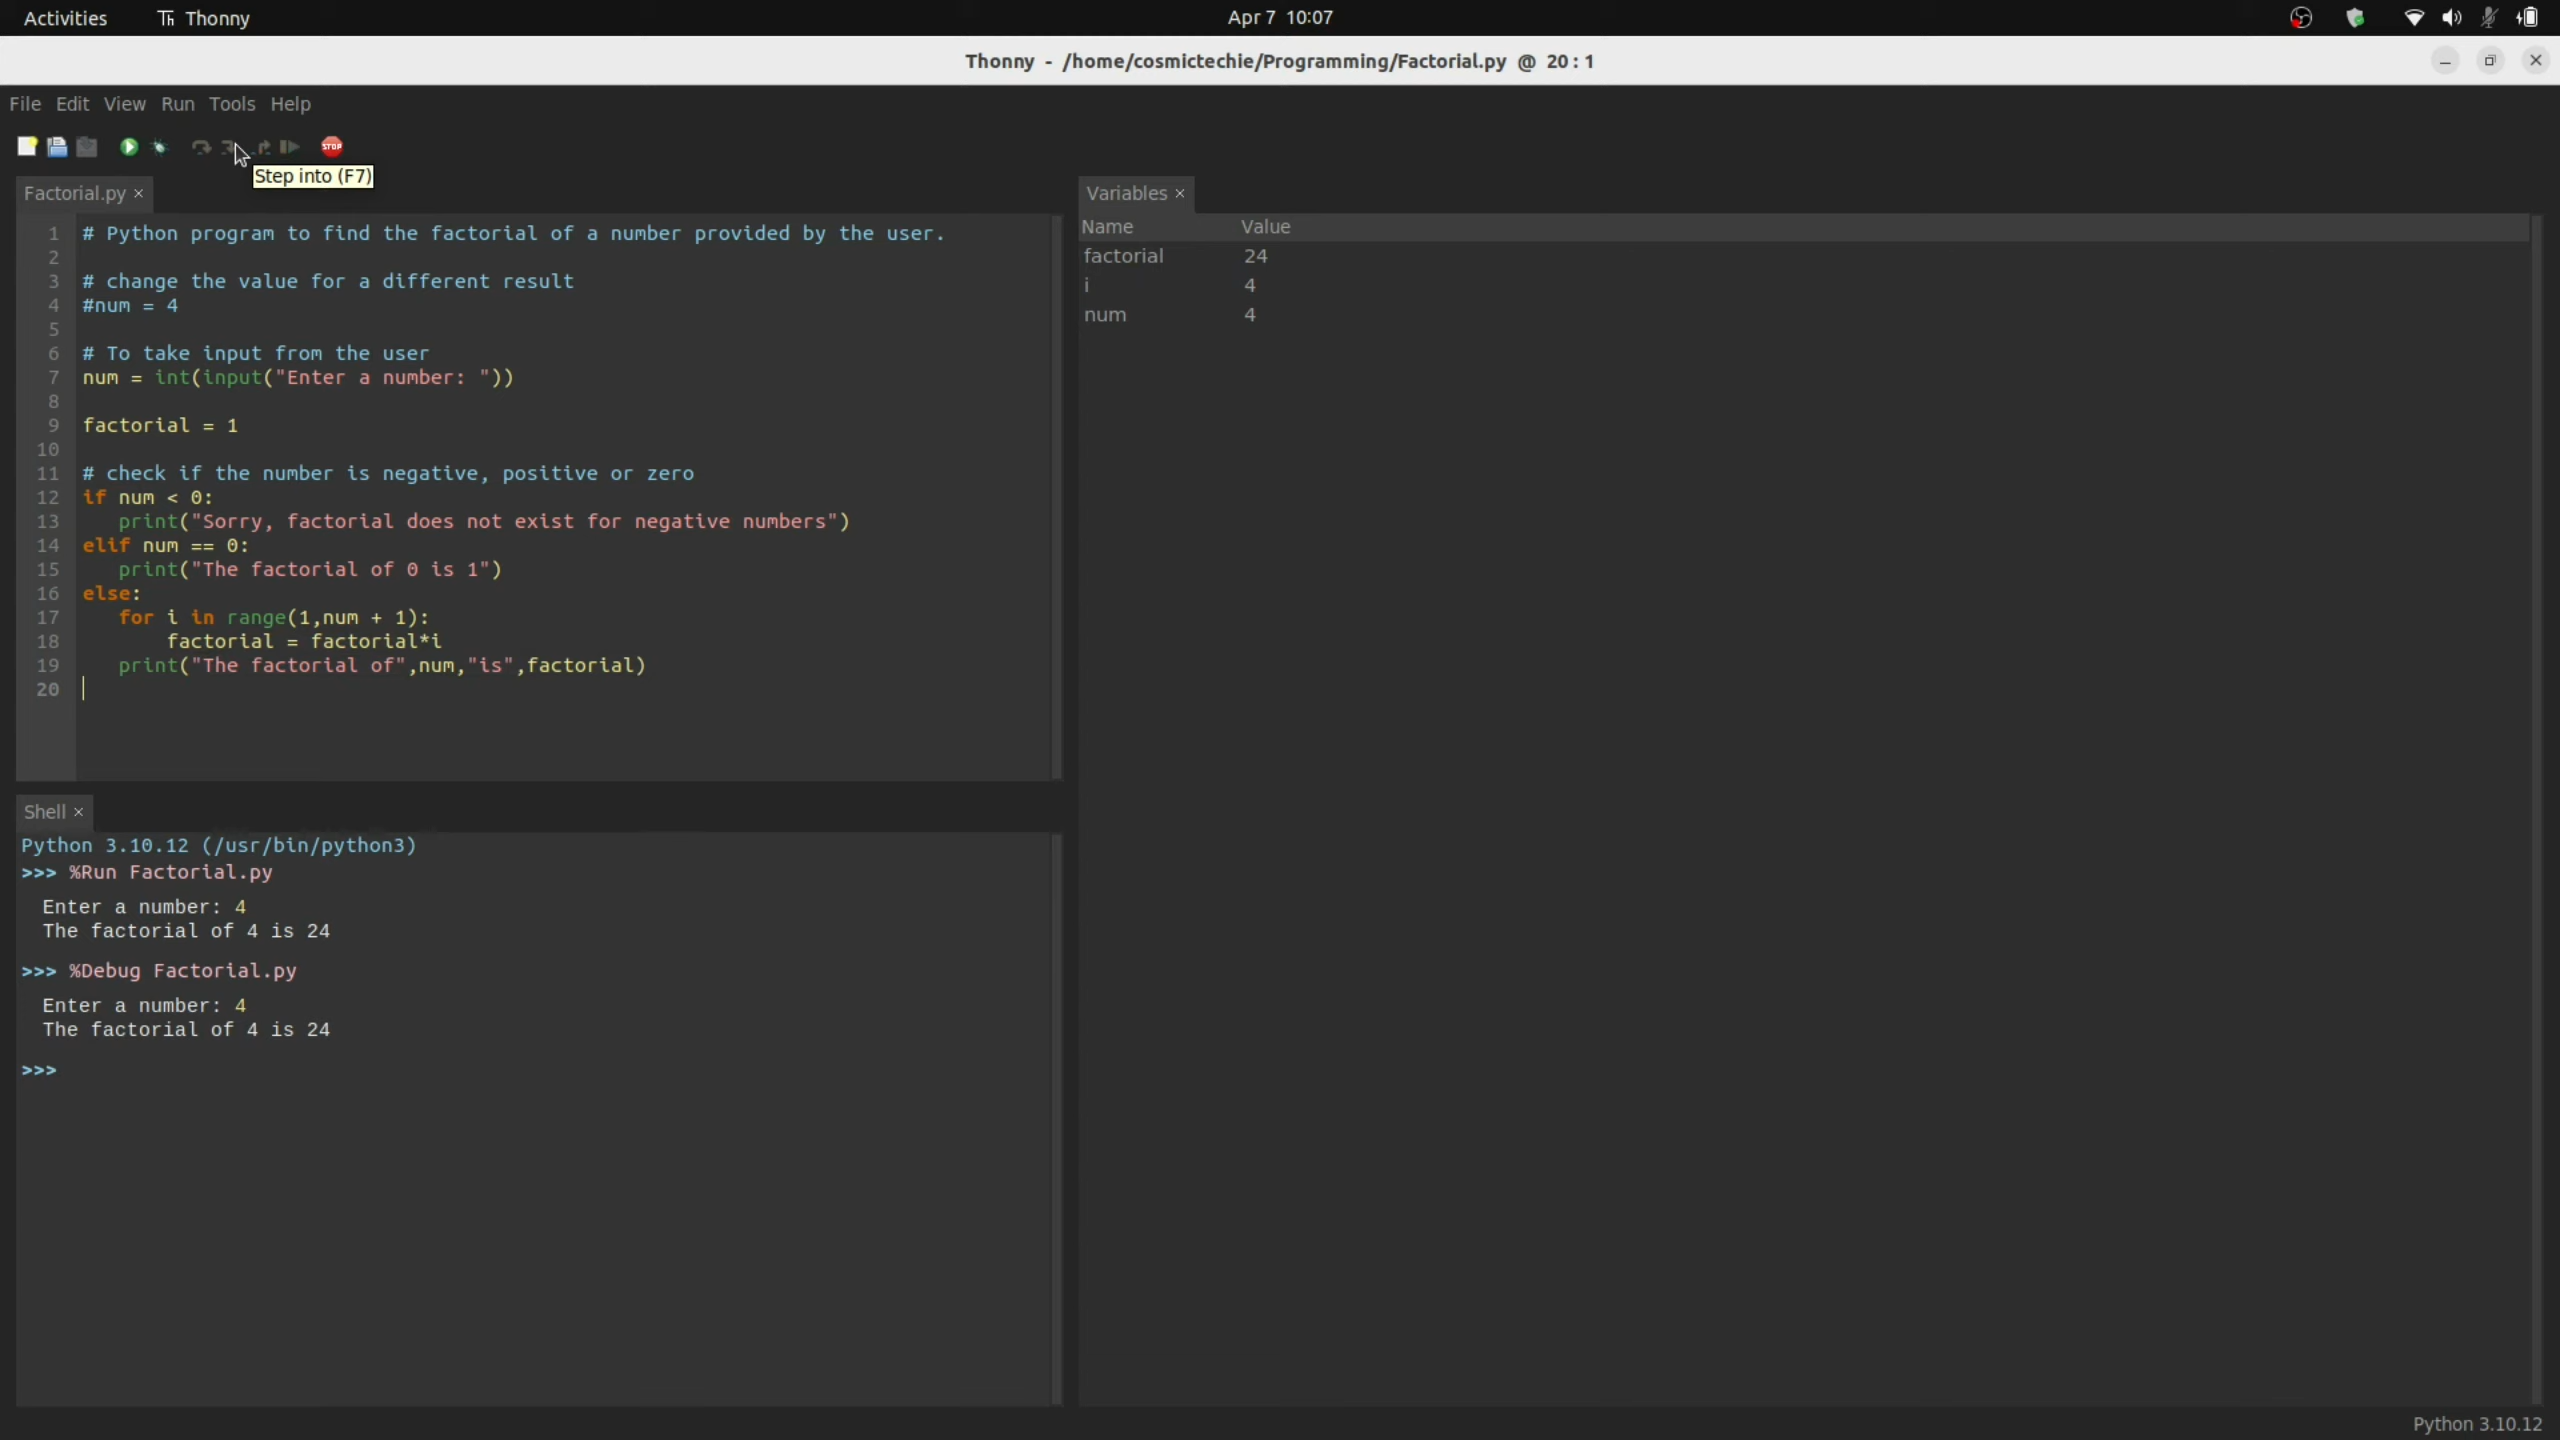 Activities Thonny Apr 7 10:07
Thonny - /home/cosmictechie/Programming/Factorial.py @ 20:1
File Edit View Run Tools Help
STOP
Step into (F7)
Factorial.py ×
1 # Python program to find the factorial of a number provided by the user.
2
3 # change the value for a different result
4 #num = 4
5
6 # To take input from the user
7 num = int(input("Enter a number: "))
8
9 factorial = 1
10
11 # check if the number is negative, positive or zero
12 if num < 0:
13    print("Sorry, factorial does not exist for negative numbers")
14 elif num == 0:
15    print("The factorial of 0 is 1")
16 else:
17    for i in range(1,num + 1):
18        factorial = factorial*i
19    print("The factorial of",num,"is",factorial)
20
Variables ×
Name Value
factorial 24
i 4
num 4
Shell ×
Python 3.10.12 (/usr/bin/python3)
>>> %Run Factorial.py
Enter a number: 4
The factorial of 4 is 24
>>> %Debug Factorial.py
Enter a number: 4
The factorial of 4 is 24
>>>
Python 3.10.12